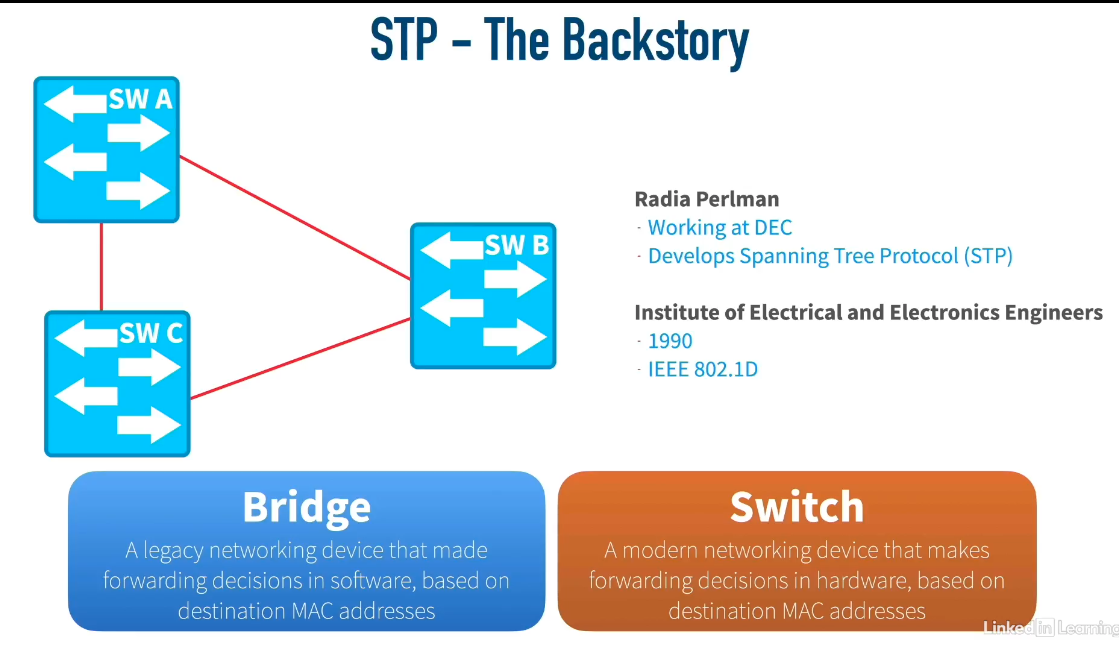 STP – The Backstory
SW A
SW B
SW C
Radia Perlman
· Working at DEC
· Develops Spanning Tree Protocol (STP)
Institute of Electrical and Electronics Engineers
· 1990
· IEEE 802.1D
Bridge
A legacy networking device that made
forwarding decisions in software, based on
destination MAC addresses
Switch
A modern networking device that makes
forwarding decisions in hardware, based on
destination MAC addresses
Linked in Learning